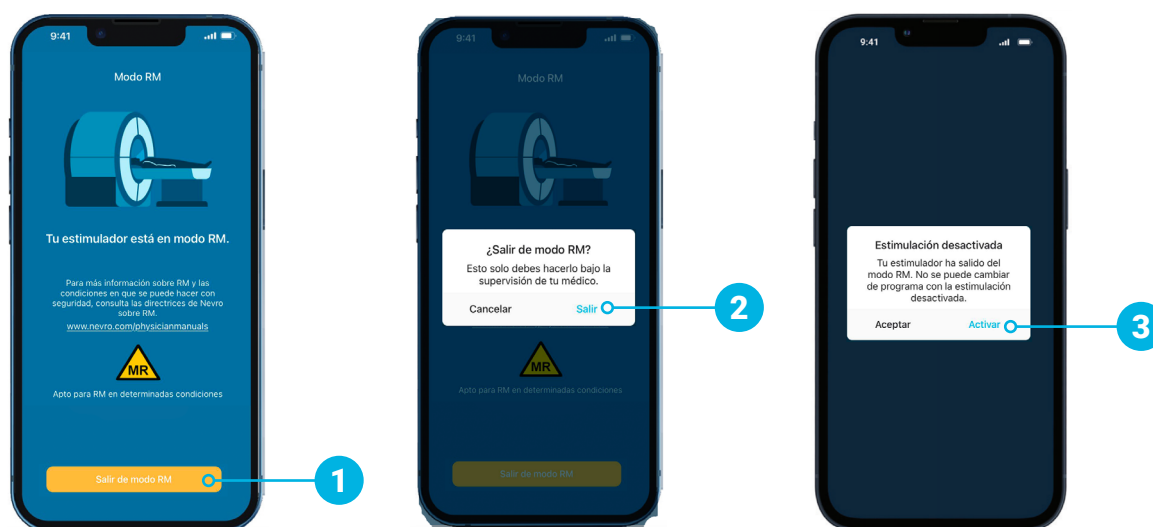 9:41
Modo RM
Tu estimulador está en modo RM.
Para más información sobre RM y las
condiciones en que se puede hacer con
seguridad, consulta las directrices de Nevro
sobre RM.
www.nevro.com/physicianmanuals
MR
Apto para RM en determinadas condiciones
Salir de modo RM
1
9:41
Modo RM
¿Salir de modo RM?
Esto solo debes hacerlo bajo la
supervisión de tu médico.
Cancelar
Salir
2
MR
Apto para RM en determinadas condiciones
Salir de modo RM
9:41
Estimulación desactivada
Tu estimulador ha salido del
modo RM. No se puede cambiar
de programa con la estimulación
desactivada.
Aceptar
Activar
3